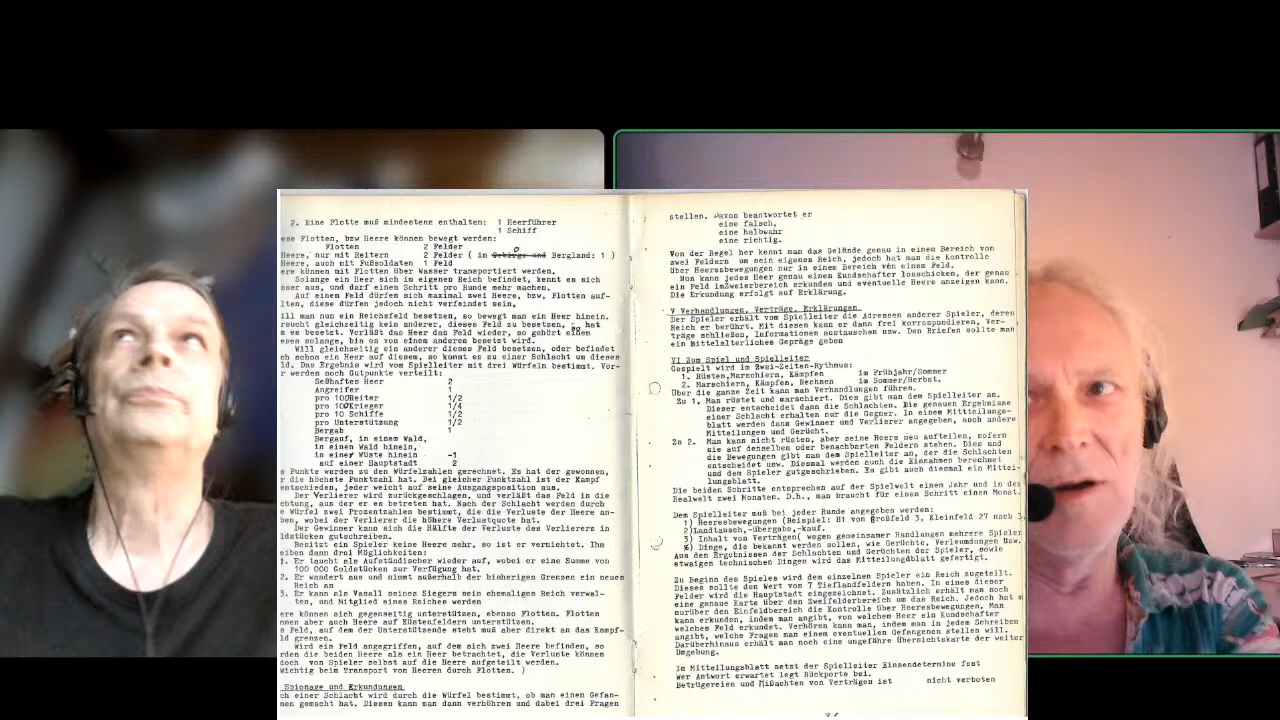 2. Eine Flotte muß mindestens enthalten: 1 Heerführer
1 Schiff
ese Flotten, bzw Heere können bewegt werden:
Flotten 2 Felder
Heere, nur mit Reitern 2 Felder ( im Gebirge und Bergland: 1 )
Heere, auch mit Fußsoldaten 1 Feld
ere können mit Flotten über Wasser transportiert werden.
Solange ein Heer im eigenen Reich befindet, kennt es sich
sser aus, und darf einen Schritt pro Runde mehr machen.
Auf einem Feld dürfen sich maximal zwei Heere, bzw. Flotten auf-
lten, diese dürfen jedoch nicht verfeindet sein.
ill man nun ein Reichsfeld besetzen, so bewegt man ein Heer hinein.
rsucht gleichzeitig kein anderer, dieses Feld zu besetzen, so hat
m es besetzt. Verläßt das Heer das Feld wieder, so gehört es
eses solange, bis es von einem anderen besetzt wird.
Will gleichzeitig ein anderer dieses Feld besetzen, oder befindet
ch schon ein Heer auf diesem, so kommt es zu einer Schlacht um dieses
ld. Das Ergebnis wird vom Spielleiter mit drei Würfeln bestimmt. Vor-
r werden noch Gutpunkte verteilt:
Seßhaften Heer 2
Angreifer
pro 100Reiter 1/2
pro 100Krieger 1/4
pro 10 Schiffe 1/2
pro Unterstützung 1/2
Bergab 1
Bergauf, in einem Wald,
in einen Wald hinein,
in eine Wüste hinein -1
auf einer Hauptstadt 2
e Punkte werden zu den Würfelzahlen gerechnet. Es hat der gewonnen,
r die höchste Punktzahl hat. Bei gleicher Punktzahl ist der Kampf
entschieden, jeder weicht auf seine Ausgangsposition aus.
Der Verlierer wird zurückgeschlagen, und verläßt das Feld in die
chtung, aus der er es betreten hat. Nach der Schlacht werden durch
e Würfel zwei Prozentzahlen bestimmt, die die Verluste der Heere an-
ben, wobei der Verlierer die höhere Verlustquote hat.
Der Gewinner kann sich die Hälfte der Verluste des Verlierers in
ldstücken gutschreiben.
Besitzt ein Spieler keine Heere mehr, so ist er vernichtet. Ihm
eiben dann drei Möglichkeiten:
1. Er taucht als Aufständischer wieder auf, wobei er eine Summe von
100 000 Goldstücken zur Verfügung hat.
2. Er wandert aus und nimmt außerhalb der bisherigen Grenzen ein neues
Reich an
3. Er kann als Vasall seines Siegers sein ehemaliges Reich verwal-
ten, und Mitglied eines Reiches werden
ere können sich gegenseitig unterstützen, ebenso Flotten. Flotten
nnen aber auch Heere auf Küstenfeldern unterstützen.
s Feld, auf dem der Unterstützende steht muß aber direkt an das Kampf-
ld grenzen.
Wird ein Feld angegriffen, auf dem sich zwei Heere befinden, so
rden die beiden Heere als ein Heer betrachtet, die Verluste können
doch von Spieler selbst auf die Heere aufgeteilt werden.
Wichtig beim Transport von Heeren durch Flotten. )
Spionage und Erkundungen
ch einer Schlacht wird durch die Würfel bestimmt, ob man einen Gefan-
nen gemacht hat. Diesen kann man dann verhöhren und dabei drei Fragen
stellen. Davon beantwortet er
eine falsch,
eine halbwahr
eine richtig.
Von der Regel her kennt man das Gelände genau in einem Bereich von
zwei Feldern um sein eigenes Reich, jedoch hat man die Kontrolle
über Heeresbewegungen nur in einem Bereich von einem Feld.
Nun kann jedes Heer genau einen Kundschafter losschicken, der genau
ein Feld imZweierbereich erkunden und eventuelle Heere anzeigen kann.
Die Erkundung erfolgt auf Erklärung.
V Verhandlungen, Verträge, Erklärungen
Der Spieler erhält vom Spielleiter die Adressen anderer Spieler, deren
Reich er berührt. Mit diesen kann er dann frei korrespondieren, Ver-
träge schließen, Informationen austauschen usw. Den Briefen sollte man
ein Mittelalterliches Gepräge geben
VI Zum Spiel und Spielleiter
Gespielt wird im Zwei-Zeiten-Rythmus:
1. Rüsten,Marschiern, Kämpfen im Frühjahr/Sommer
2. Marschiern, Kämpfen, Rechnen im Sommer/Herbst.
Über die ganze Zeit kann man Verhandlungen führen.
Zu 1. Man rüstet und marschiert. Dies gibt man dem Spielleiter an.
Dieser entscheidet dann die Schlachten. Die genauen Ergebnisse
einer Schlacht erhalten nur die Gegner. In einem Mittteilungs-
blatt werden dann Gewinner und Verlierer angegeben, auch andere
Mitteilungen und Gerücht.
Zu 2. Man kann nicht rüsten, aber seine Heere neu aufteilen, sofern
sie auf denselben oder benachbarten Feldern stehen. Dies und
die Bewegungen gibt man dem Spielleiter an, der die Schlachten
entscheidet usw. Diesmal werden auch die Einnahmen berechnet
und dem Spieler gutgeschrieben. Es gibt auch diesmal ein Mittei-
lungsblatt.
Die beiden Schritte entsprechen auf der Spielwelt einem Jahr und in der
Realwelt zwei Monaten. D.h., man braucht für einen Schritt einen Monat.
Dem Spielleiter muß bei jeder Runde angegeben werden:
1) Heeresbewegungen (Beispiel: H1 von Großfeld 3, Kleinfeld 27 nach 3
2)Landtausch,-übergabe,-kauf,
3) Inhalt von Verträgen( wegen gemeinsamer Handlungen mehrere Spieler
4) Dinge, die bekannt werden sollen, wie Gerüchte, Verleumdungen Usw.
Aus den Ergebnissen der Schlachten und Gerüchten der Spieler, sowie
etwaigen technischen Dingen wird das Mitteilungsblatt gefertigt.
Zu Beginn des Spieles wird dem einzelnen Spieler ein Reich zugeteilt.
Dieses sollte den Wert von 7 Tieflandfeldern haben. In eines dieser
Felder wird die Hauptstadt eingezeichnet. Zusätzlich erhält man noch
eine genaue Karte über den Zweifelderbereich um das Reich. Jedoch hat m
nurüber den Einfeldbereich die Kontrolle über Heeresbewegungen. Man
kann erkunden, indem man angibt, von welchem Heer ein Kundschafter
welches Feld erkundet. Verhören kann man, indem man in jedem Schreiben
angibt, welche Fragen man einem eventuellen Gefangenen stellen will.
Darüberhinaus erhält man noch eine ungefähre Übersichtskarte der weiter
Umgebung.
Im Mitteilungsblatt setzt der Spielleiter Einsendetermine fest
Wer Antwort erwartet legt Rückporto bei.
Betrügereien und Mißachten von Verträgen ist nicht verboten